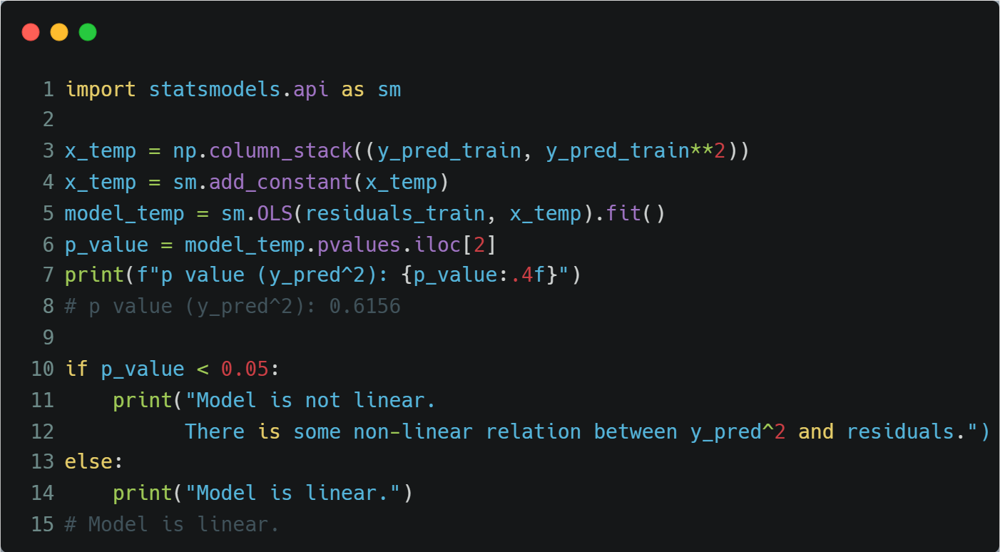 1 import statsmodels.api as sm
2
3 x_temp = np.column_stack((y_pred_train, y_pred_train**2))
4 x_temp = sm.add_constant(x_temp)
5 model_temp = sm.OLS(residuals_train, x_temp).fit()
6 p_value = model_temp.pvalues.iloc[2]
7 print(f"p value (y_pred^2): {p_value:.4f}")
8 # p value (y_pred^2): 0.6156
9
10 if p_value < 0.05:
11     print("Model is not linear.
12           There is some non-linear relation between y_pred^2 and residuals.")
13 else:
14     print("Model is linear.")
15 # Model is linear.